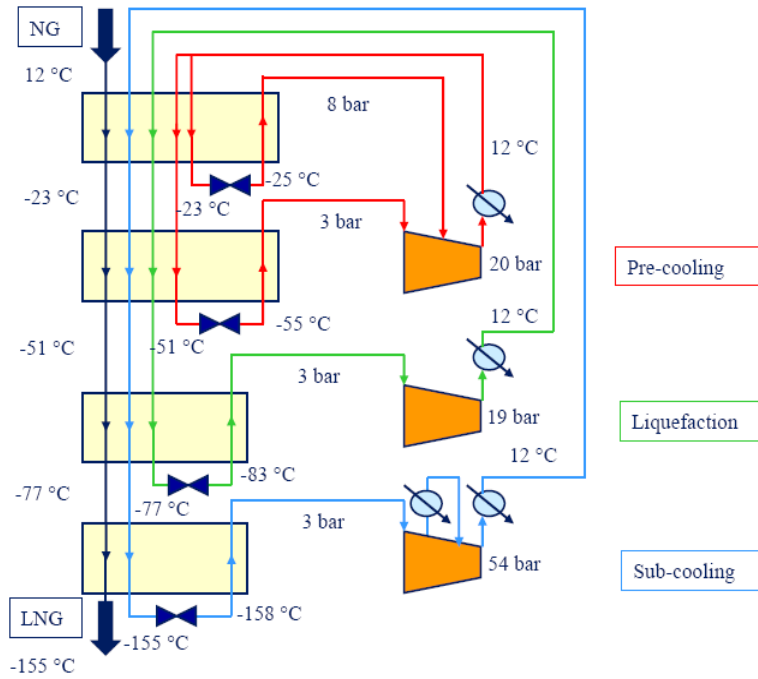 NG
12 °C
8 bar
12 °C
-25 °C
-23 °C
-23 °C
3 bar
20 bar
Pre-cooling
12 °C
-55 °C
-51 °C
-51 °C
3 bar
19 bar
Liquefaction
12 °C
-83 °C
-77 °C
-77 °C
3 bar
54 bar
Sub-cooling
-158 °C
LNG
-155 °C
-155 °C